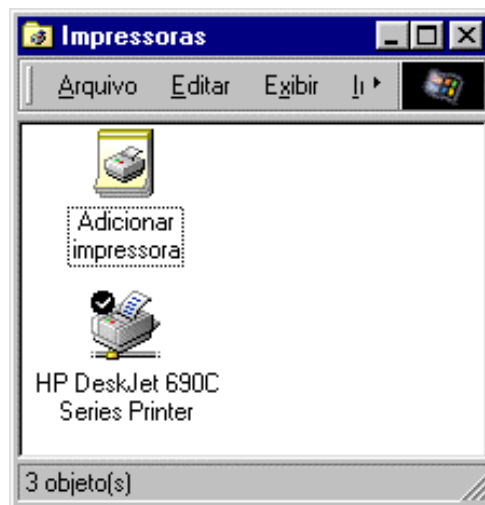 Impressoras
Arquivo Editar Exibir
Adicionar
impressora
HP DeskJet 690C
Series Printer
3 objeto(s)